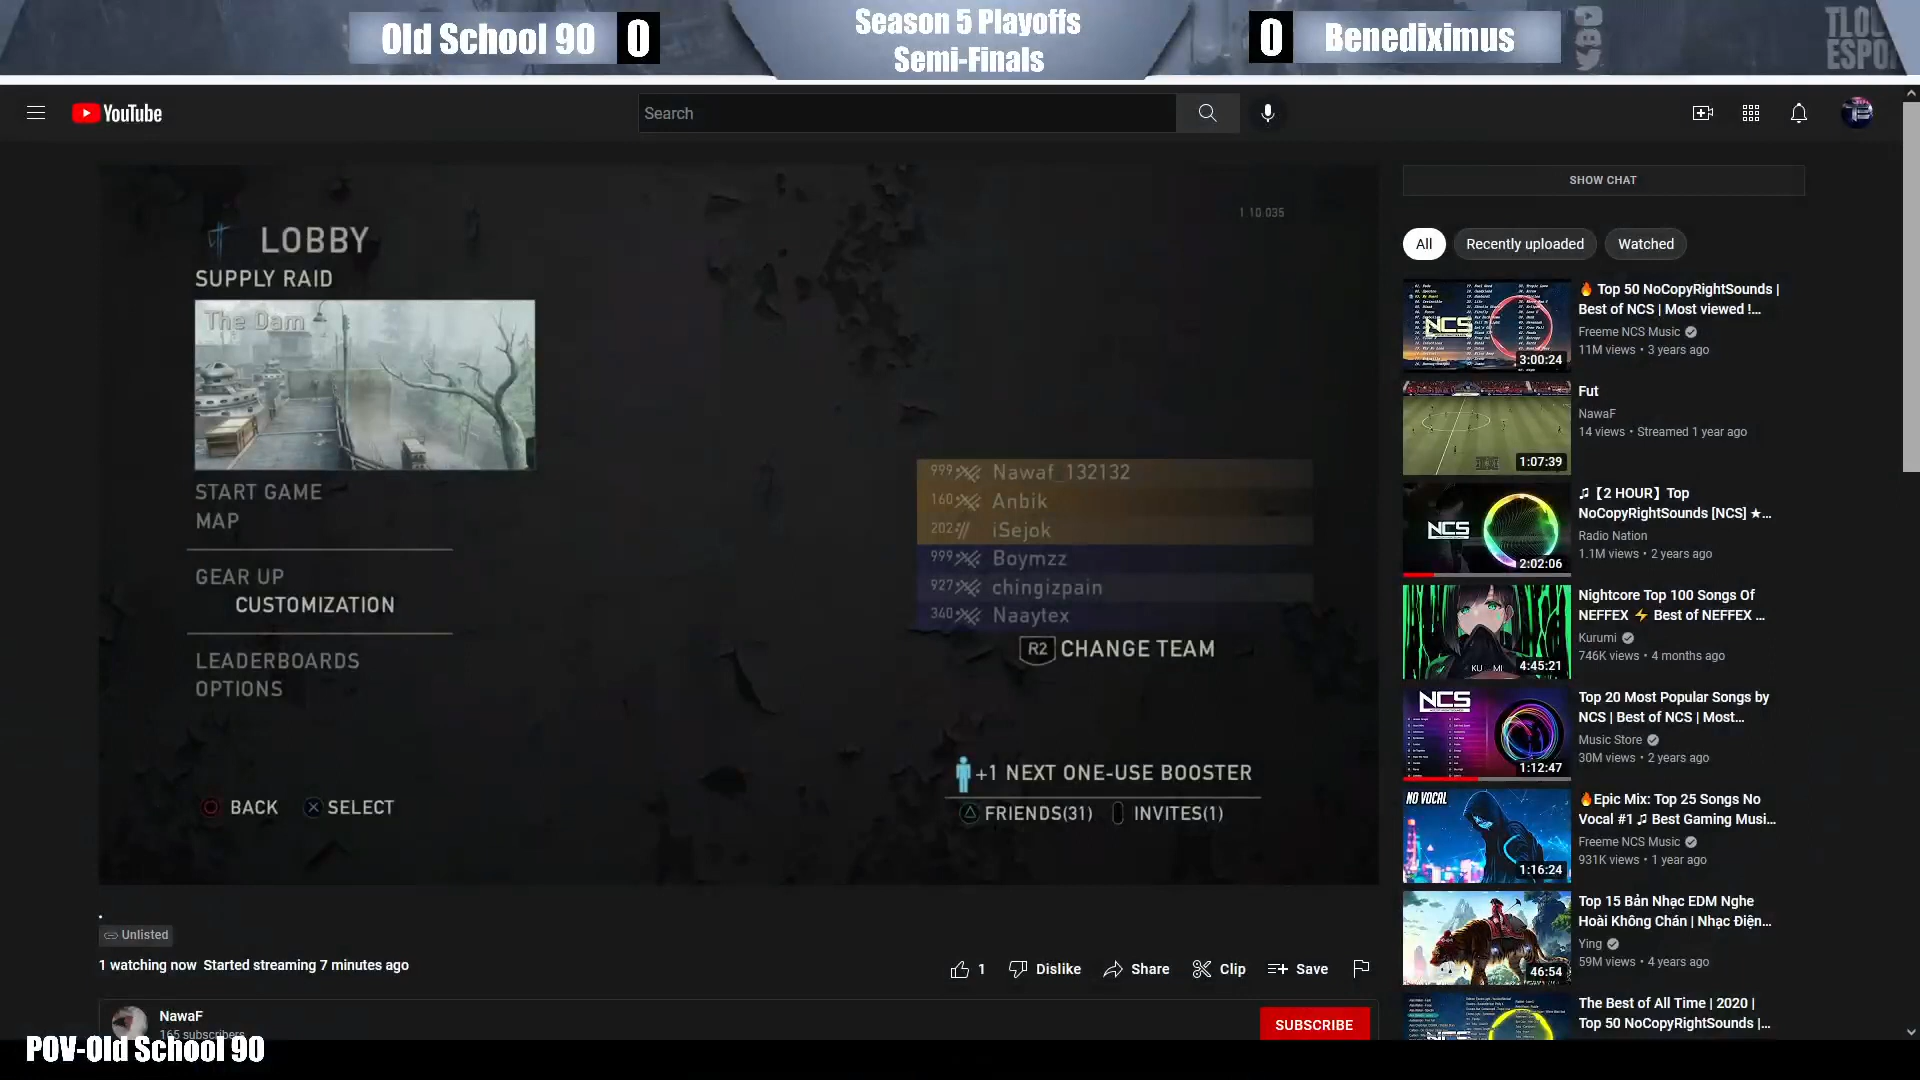 Old School 90 0
Season 5 Playoffs
Semi-Finals
0 Benediximus
YouTube
Search
SHOW CHAT
1 10.035
LOBBY
SUPPLY RAID
The Dam
START GAME
MAP
GEAR UP
CUSTOMIZATION
LEADERBOARDS
OPTIONS
BACK
SELECT
999 Nawaf_132132
160 Anbik
202 iSejok
999 Boymzz
927 chingizpain
340 Naaytex
R2 CHANGE TEAM
+1 NEXT ONE-USE BOOSTER
FRIENDS(31) INVITES(1)
.
Unlisted
1 watching now Started streaming 7 minutes ago
1 Dislike Share Clip Save
NawaF
165 subscribers
SUBSCRIBE
POV-Old School 90
All Recently uploaded Watched
NCS
3:00:24
🔥 Top 50 NoCopyRightSounds |
Best of NCS | Most viewed !...
Freeme NCS Music
11M views • 3 years ago
1:07:39
Fut
NawaF
14 views • Streamed 1 year ago
NCS
2:02:06
♫【2 HOUR】Top
NoCopyRightSounds [NCS] ★...
Radio Nation
1.1M views • 2 years ago
KU MI
4:45:21
Nightcore Top 100 Songs Of
NEFFEX ⚡ Best of NEFFEX ...
Kurumi
746K views • 4 months ago
NCS
1:12:47
Top 20 Most Popular Songs by
NCS | Best of NCS | Most...
Music Store
30M views • 2 years ago
NO VOCAL
1:16:24
🔥Epic Mix: Top 25 Songs No
Vocal #1 ♫ Best Gaming Musi...
Freeme NCS Music
931K views • 1 year ago
46:54
Top 15 Bản Nhạc EDM Nghe
Hoài Không Chán | Nhạc Điện...
Ying
59M views • 4 years ago
The Best of All Time | 2020 |
Top 50 NoCopyRightSounds |...